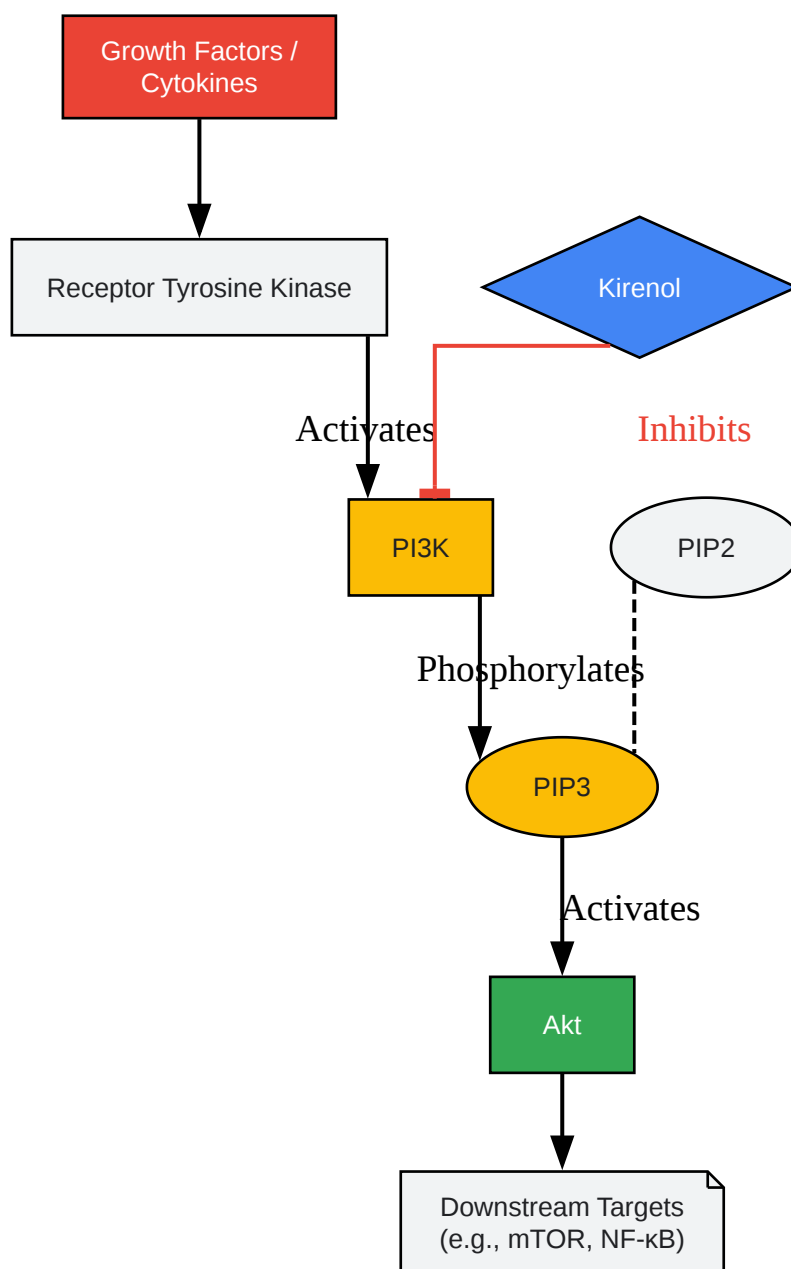 Growth Factors /
Cytokines
Receptor Tyrosine Kinase
Kirenol
Activates
Inhibits
PI3K
PIP2
Phosphorylates
PIP3
Activates
Akt
Downstream Targets
(e.g., mTOR, NF-κB)